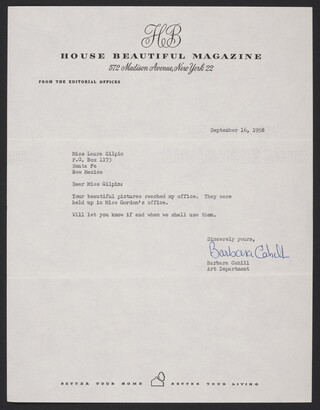 HB
HOUSE BEAUTIFUL MAGAZINE
572 Madison Avenue, New York 22
FROM THE EDITORIAL OFFICES
September 16, 1958
Miss Laura Gilpin
P.O. Box 1173
Santa Fe
New Mexico
Dear Miss Gilpin:
Your beautiful pictures reached my office. They were
held up in Miss Gordon's office.
Will let you know if and when we shall use them.
Sincerely yours,
Barbara Cahill
Barbara Cahill
Art Department
BETTER YOUR HOME BETTER YOUR LIVING